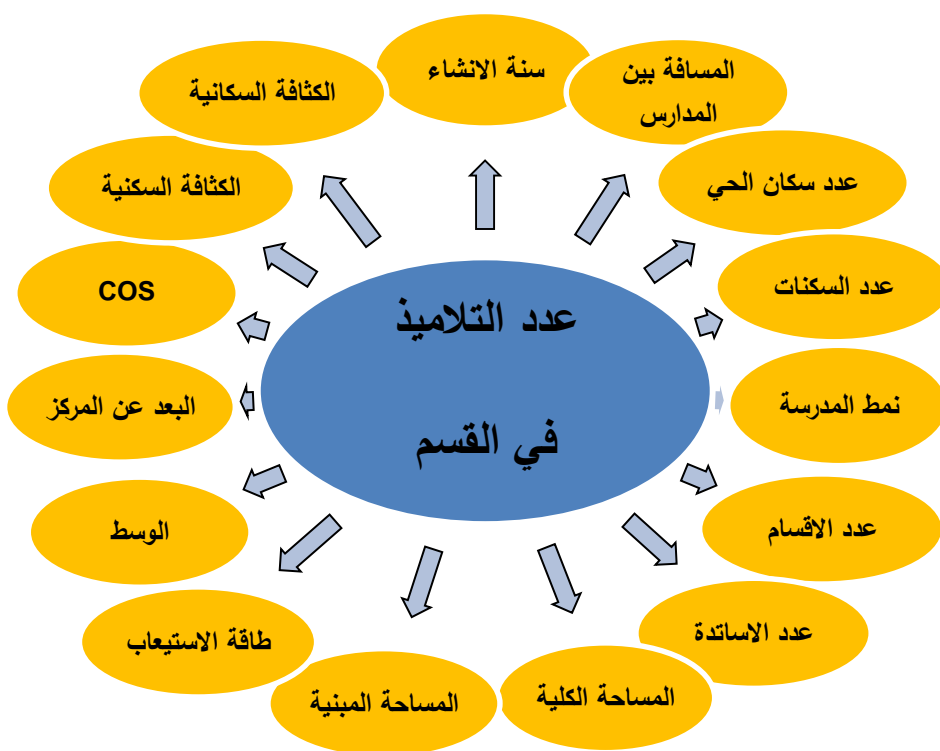 سنة الانشاء
المسافة بين
المدارس
عدد سكان الحي
عدد السكنات
نمط المدرسة
عدد الاقسام
عدد الاساتدة
المساحة الكلية
المساحة المبنية
طاقة الاستيعاب
الوسط
البعد عن المركز
COS
الكثافة السكنية
الكثافة السكانية
عدد التلاميذ
في القسم